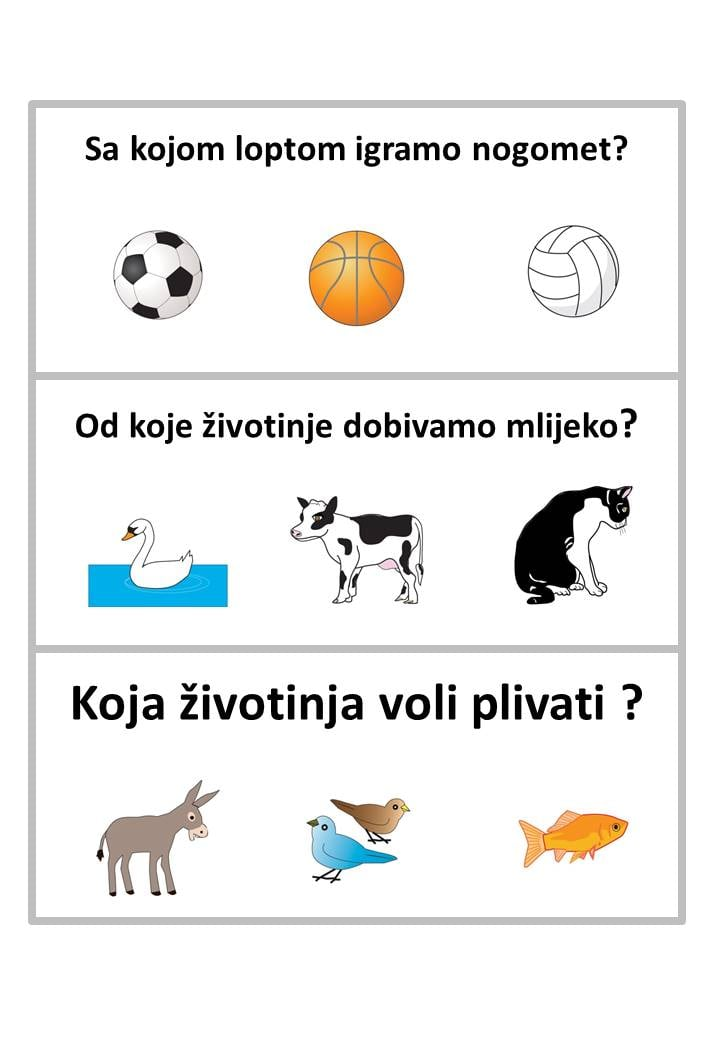 Sa kojom loptom igramo nogomet?
Od koje životinje dobivamo mlijeko?
Koja životinja voli plivati ?